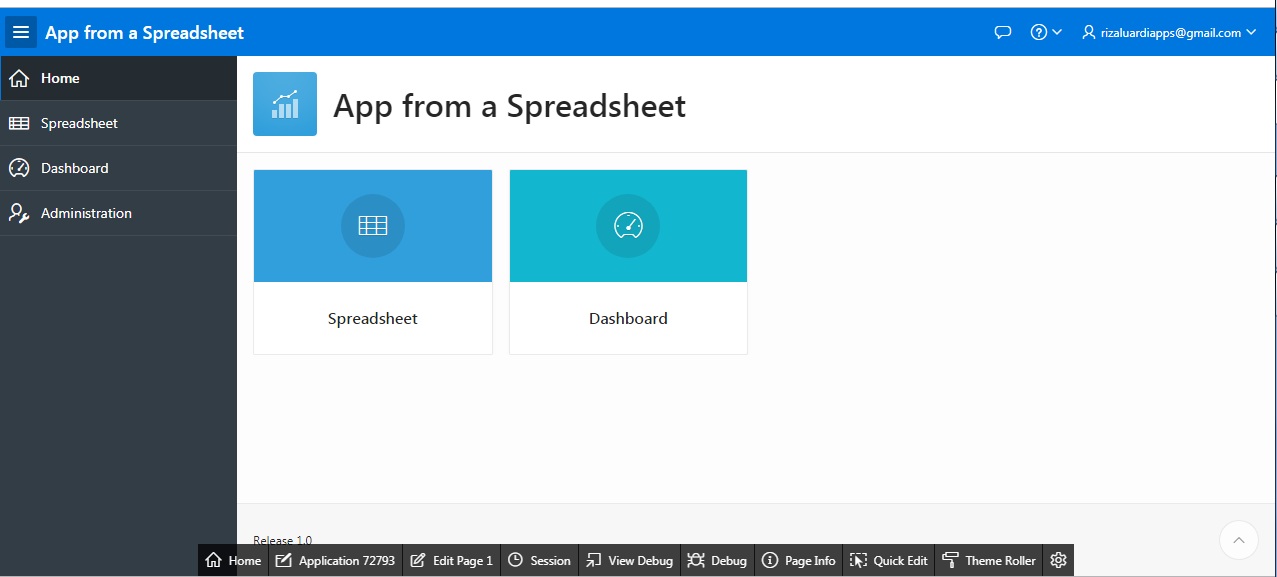 App from a Spreadsheet
rizaluardiapps@gmail.com
Home
Spreadsheet
Dashboard
Administration
App from a Spreadsheet
Spreadsheet
Dashboard
Release 1.0
Home Application 72793 Edit Page 1 Session View Debug Debug Page Info Quick Edit Theme Roller